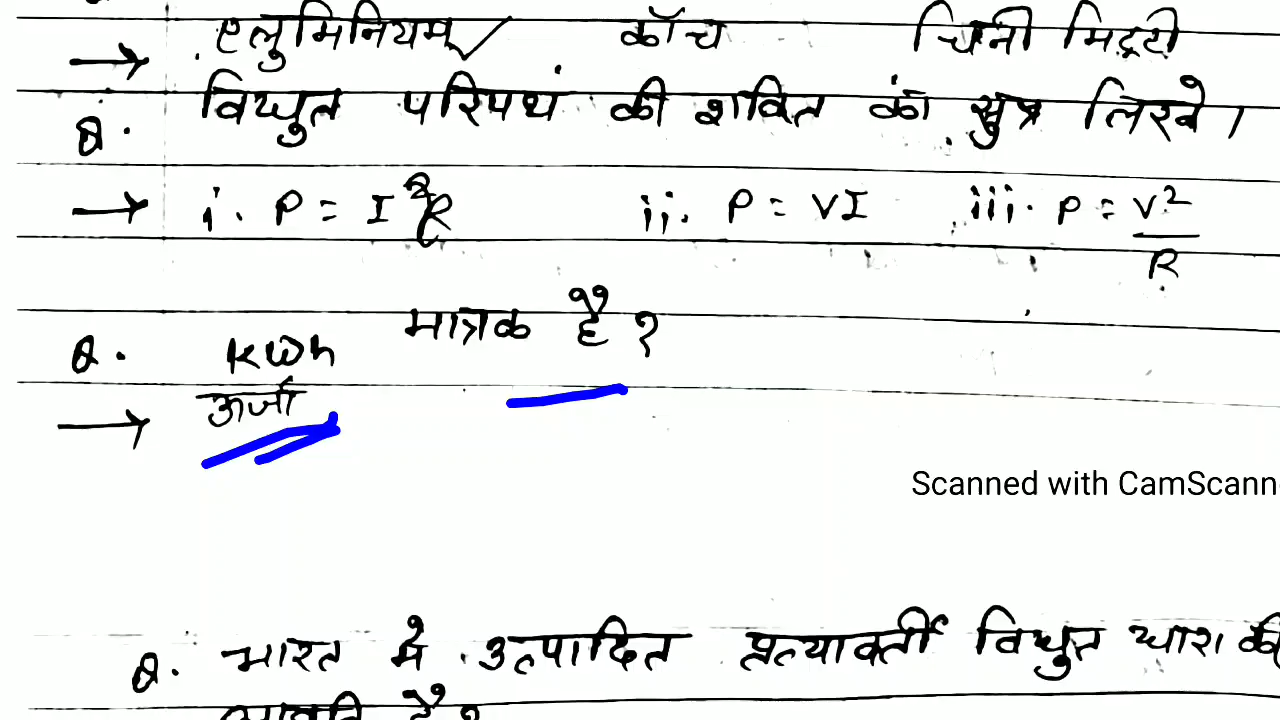 → एलुमिनियम✓ कॉच चिनी मिट्टी
Q. विद्युत परिपथ की शक्ति का सुत्र लिखे।
→ i. P = I²R ii. P = VI iii. P = V²/R
Q. KWh मात्रक है?
→ ऊर्जा
Scanned with CamScann
Q. भारत मे उत्पादित प्रत्यावर्ती विद्युत धारा की